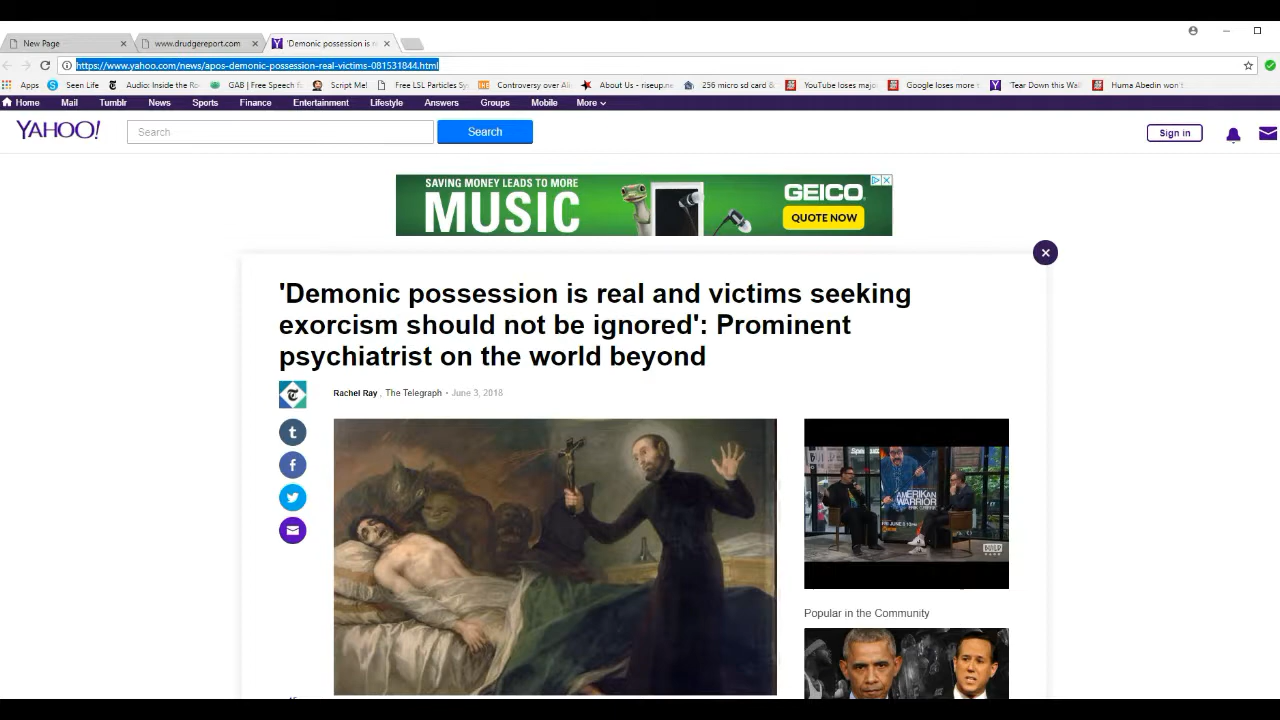 New Page
www.drudgereport.com
'Demonic possession is r
https://www.yahoo.com/news/apos-demonic-possession-real-victims-081531844.html
Apps
Seen Life
Audio: Inside the Ro
GAB | Free Speech f
Script Me!
Free LSL Particles Sy
Controversy over Ali
About Us - riseup.ne
256 micro sd card &
YouTube loses majo
Google loses more t
'Tear Down this Wal
Huma Abedin won't
Home Mail Tumblr News Sports Finance Entertainment Lifestyle Answers Groups Mobile More
YAHOO!
Search
Search
Sign in
SAVING MONEY LEADS TO MORE
MUSIC
GEICO
QUOTE NOW
'Demonic possession is real and victims seeking
exorcism should not be ignored': Prominent
psychiatrist on the world beyond
Rachel Ray , The Telegraph • June 3, 2018
AMERIKAN
WARRIOR
BUILD
Popular in the Community